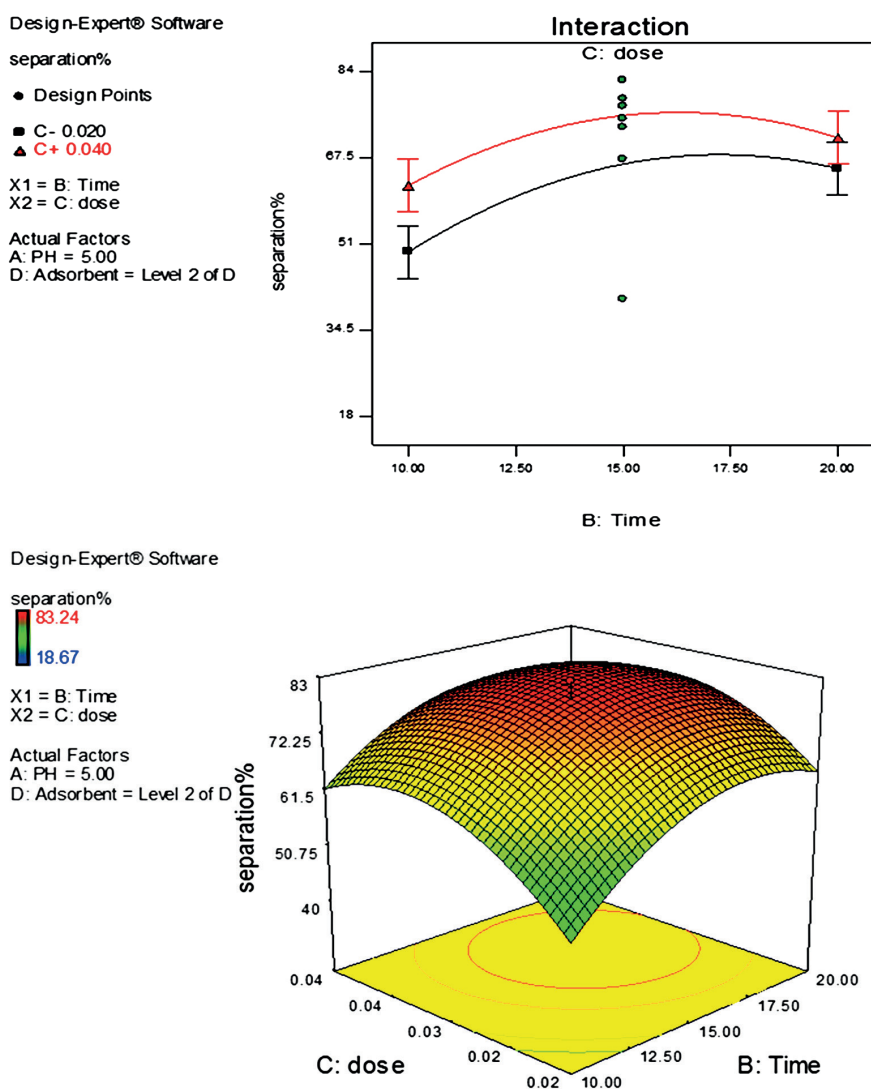 Design-Expert® Software
separation%
Design Points
C- 0.020
C+ 0.040
X1 = B: Time
X2 = C: dose
Actual Factors
A: PH = 5.00
D: Adsorbent = Level 2 of D
Interaction
C: dose
84
67.5
51
34.5
18
separation%
10.00 12.50 15.00 17.50 20.00
B: Time
Design-Expert® Software
separation%
83.24
18.67
X1 = B: Time
X2 = C: dose
Actual Factors
A: PH = 5.00
D: Adsorbent = Level 2 of D
83
72.25
61.5
50.75
40
separation%
0.04
0.04
0.03
0.02
0.02
C: dose
10.00
12.50
15.00
17.50
20.00
B: Time